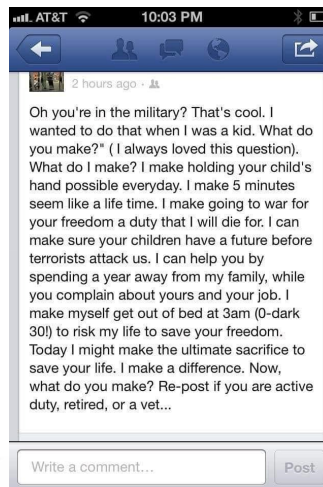 AT&T 10:03 PM
2 hours ago ·
Oh you're in the military? That's cool. I
wanted to do that when I was a kid. What do
you make?" ( I always loved this question).
What do I make? I make holding your child's
hand possible everyday. I make 5 minutes
seem like a life time. I make going to war for
your freedom a duty that I will die for. I can
make sure your children have a future before
terrorists attack us. I can help you by
spending a year away from my family, while
you complain about yours and your job. I
make myself get out of bed at 3am (0-dark
30!) to risk my life to save your freedom.
Today I might make the ultimate sacrifice to
save your life. I make a difference. Now,
what do you make? Re-post if you are active
duty, retired, or a vet...
Write a comment... Post